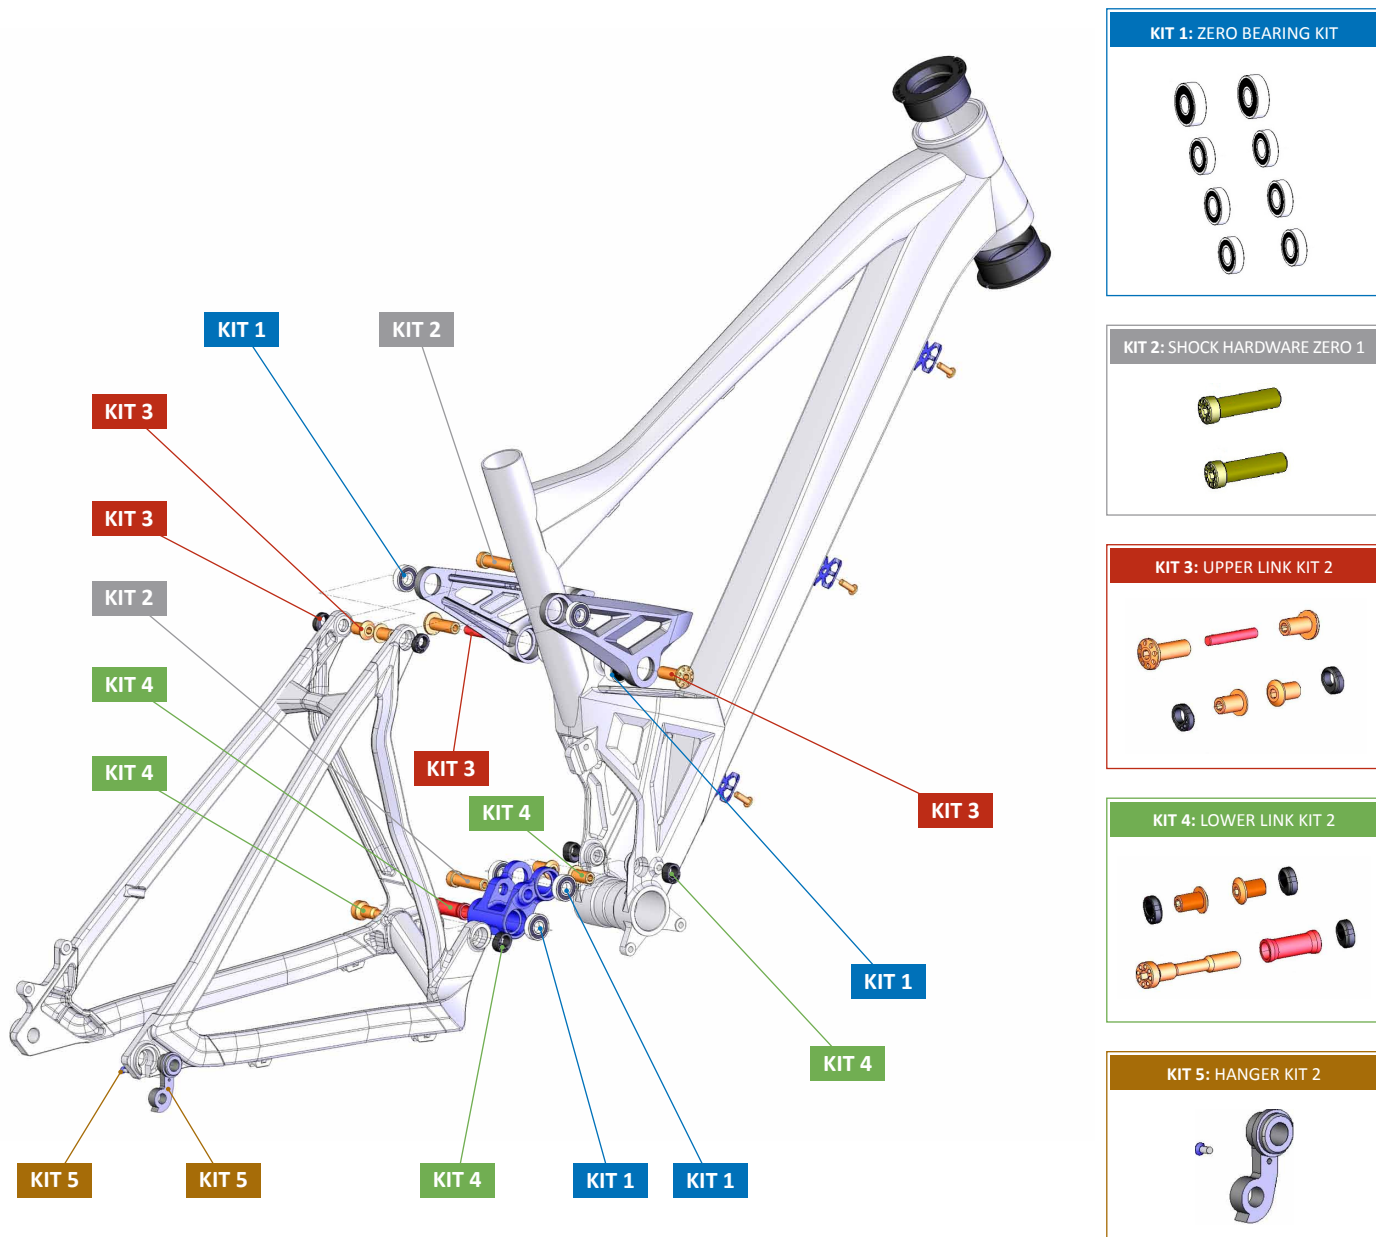 KIT 1: ZERO BEARING KIT
KIT 1
KIT 2
KIT 2: SHOCK HARDWARE ZERO 1
KIT 3
KIT 3
KIT 3: UPPER LINK KIT 2
KIT 2
KIT 4
KIT 3
KIT 4
KIT 4
KIT 3
KIT 4: LOWER LINK KIT 2
KIT 1
KIT 4
KIT 5: HANGER KIT 2
KIT 5
KIT 5
KIT 4
KIT 1
KIT 1